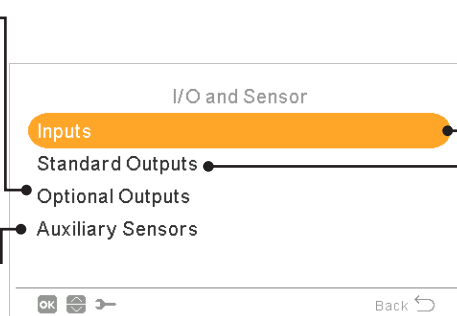 I/O and Sensor
Inputs
Standard Outputs
Optional Outputs
Auxiliary Sensors
OK
Back